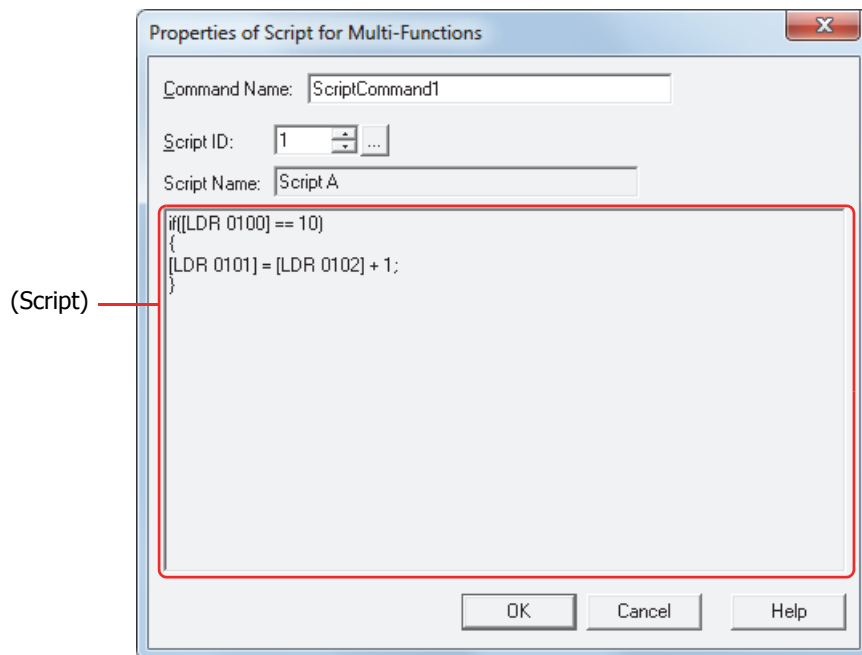 Properties of Script for Multi-Functions
Command Name: ScriptCommand1
Script ID: 1 ...
Script Name: Script A
if([LDR 0100] == 10)
{
[LDR 0101] = [LDR 0102] + 1;
}
(Script)
OK Cancel Help